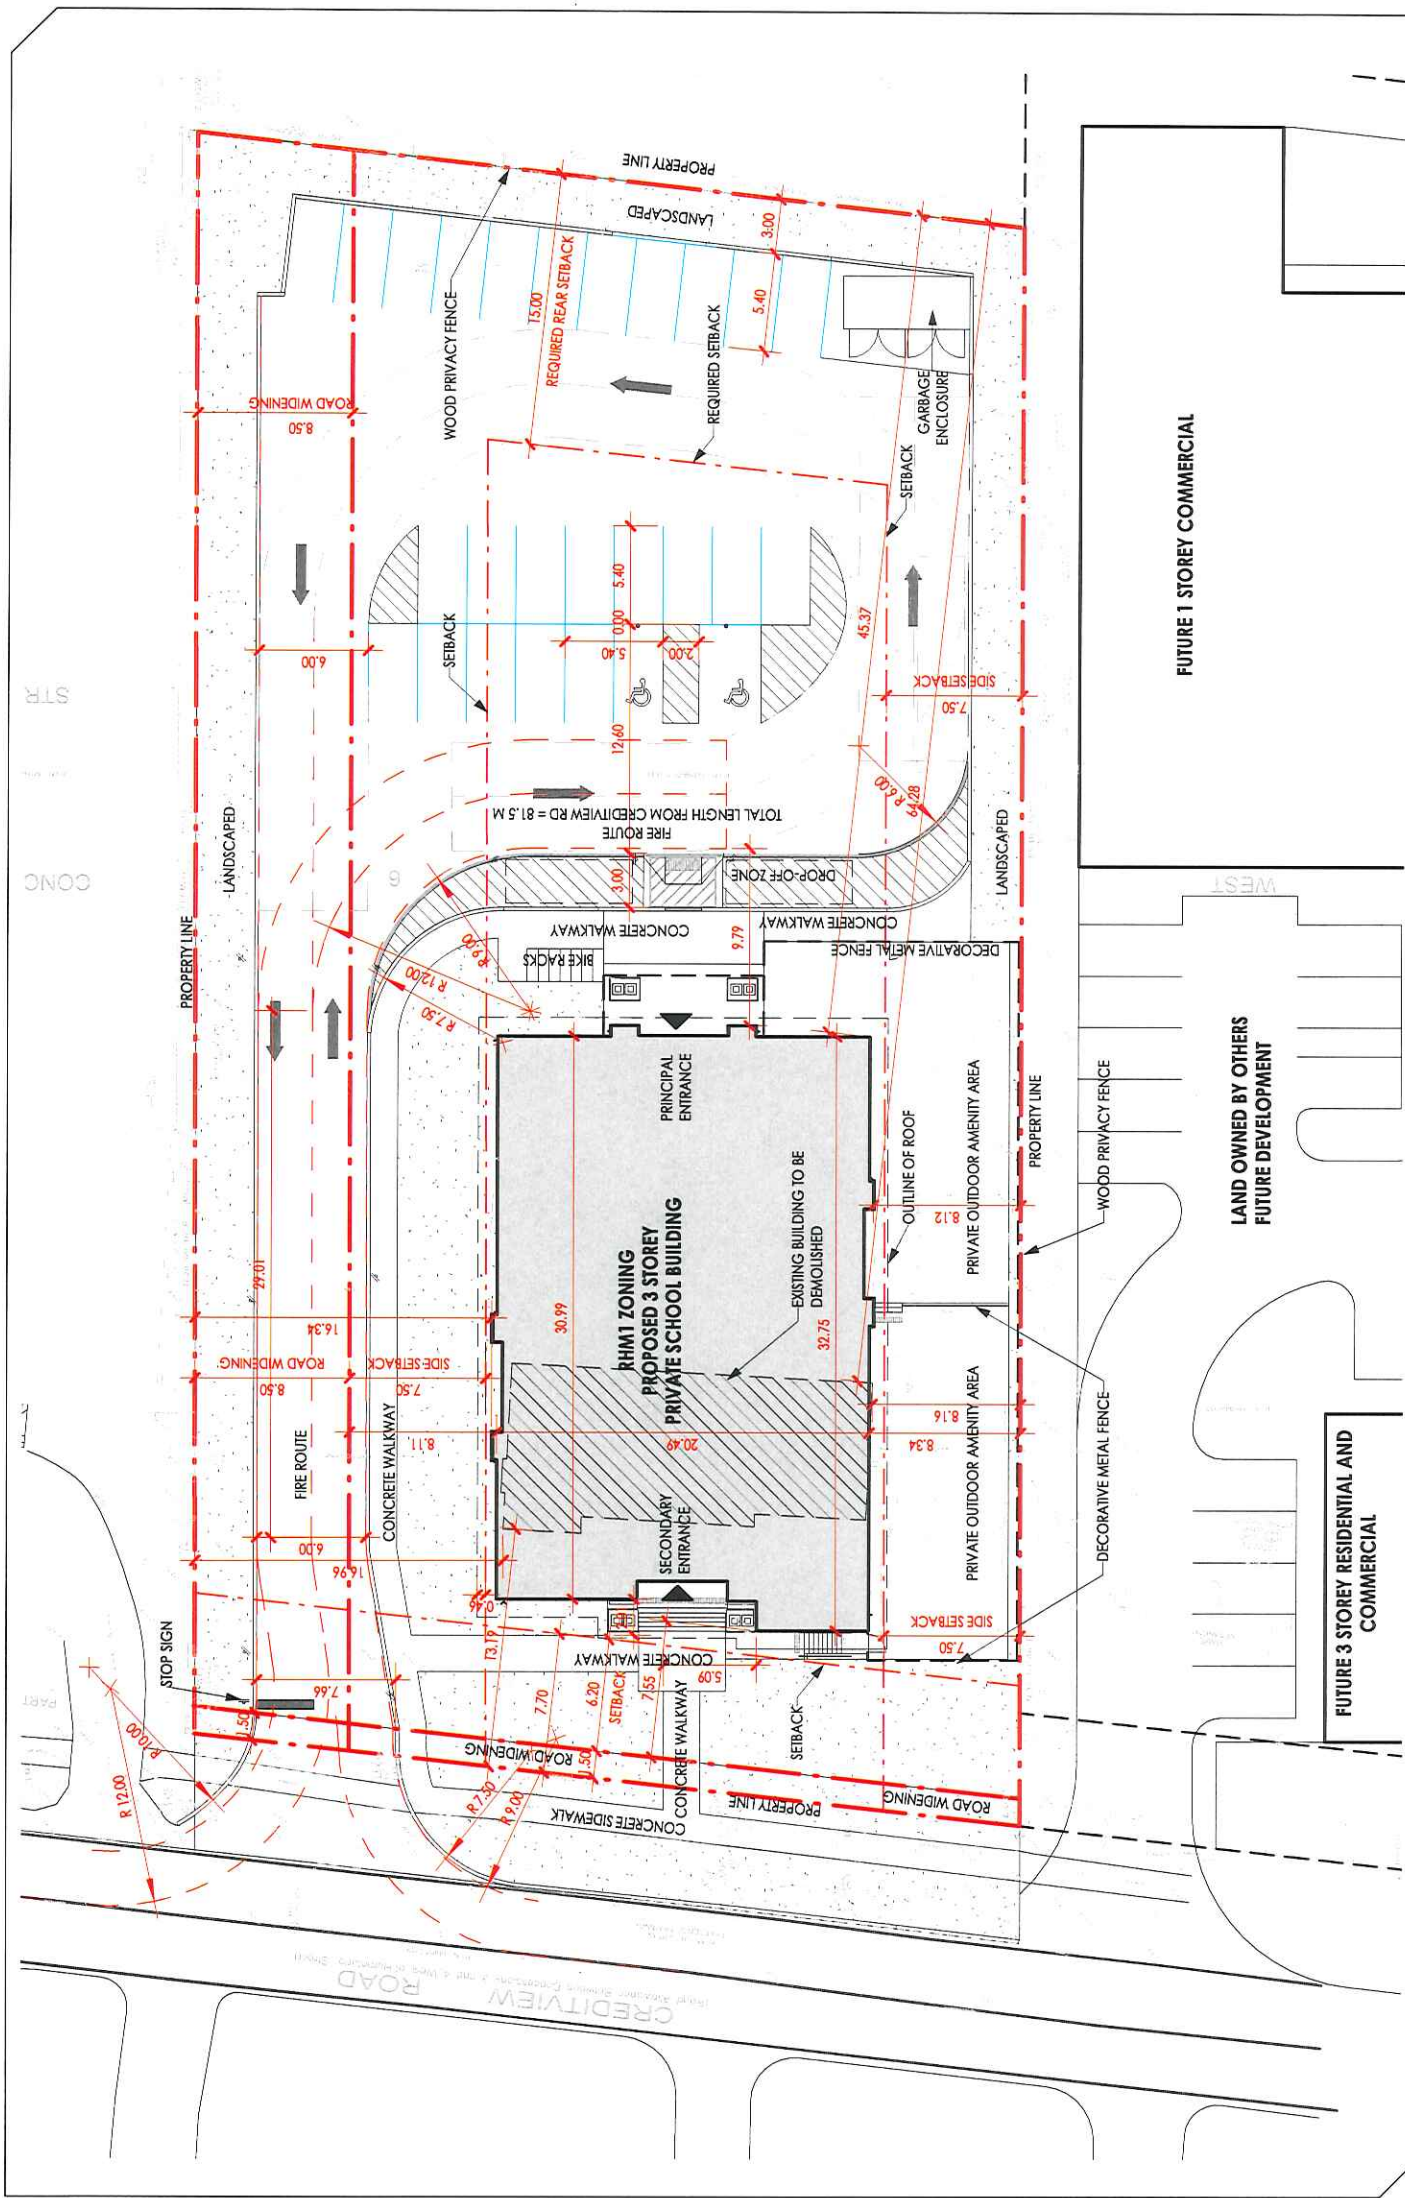 STR
CONC
6
PROPERTY LINE
LANDSCAPED
PROPERTY LINE
LANDSCAPED
WOOD PRIVACY FENCE
15.00
REQUIRED REAR SETBACK
3.00
5.40
8.50
ROAD WIDENING
REQUIRED SETBACK
GARBAGE
ENCLOSURE
SETBACK
SETBACK
6.00
5.40
0.00
5.40
2.00
12.60
45.37
7.50
SIDE SETBACK
R 6.00
64.28
FIRE ROUTE
TOTAL LENGTH FROM CREDITVIEW RD = 81.5 M
3.00
DROP-OFF ZONE
LANDSCAPED
CONCRETE WALKWAY
CONCRETE WALKWAY
BIKE RACKS
9.79
DECORATIVE METAL FENCE
R 9.00
R 12.00
R 7.50
PRINCIPAL
ENTRANCE
29.01
16.34
30.99
32.75
RHM1 ZONING
PROPOSED 3 STOREY
PRIVATE SCHOOL BUILDING
EXISTING BUILDING TO BE
DEMOLISHED
OUTLINE OF ROOF
8.12
PRIVATE OUTDOOR AMENITY AREA
PROPERTY LINE
WOOD PRIVACY FENCE
8.50
ROAD WIDENING
7.50
SIDE SETBACK
8.11
20.49
8.16
8.34
FIRE ROUTE
CONCRETE WALKWAY
SECONDARY
ENTRANCE
PRIVATE OUTDOOR AMENITY AREA
DECORATIVE METAL FENCE
6.00
16.96
0.46
13.19
7.50
SIDE SETBACK
STOP SIGN
PART
7.66
1.50
R 10.00
R 12.00
7.70
6.20
SETBACK
7.55
5.09
CONCRETE WALKWAY
CONCRETE WALKWAY
SETBACK
ROAD WIDENING
1.50
R 7.50
R 9.00
CONCRETE SIDEWALK
PROPERTY LINE
ROAD WIDENING
CREDITVIEW ROAD
FUTURE 1 STOREY COMMERCIAL
WEST
LAND OWNED BY OTHERS
FUTURE DEVELOPMENT
FUTURE 3 STOREY RESIDENTIAL AND
COMMERCIAL